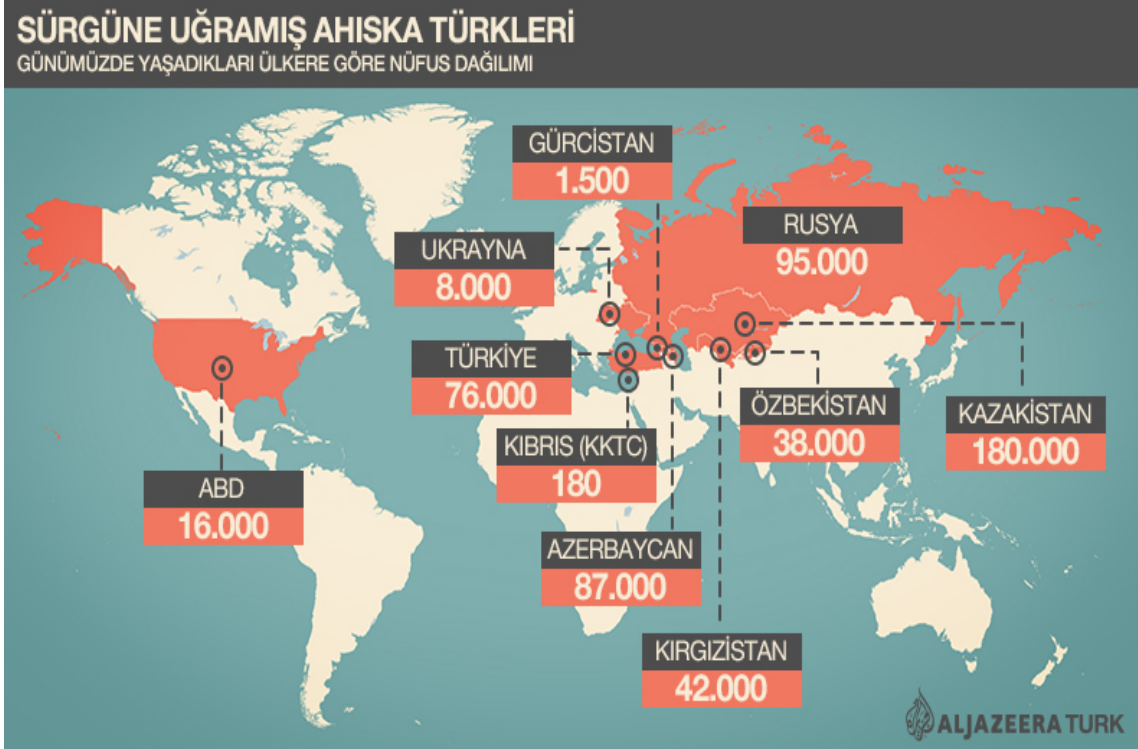 SÜRGÜNE UĞRAMIŞ AHISKA TÜRKLERİ
GÜNÜMÜZDE YAŞADIKLARI ÜLKERE GÖRE NÜFUS DAĞILIMI
GÜRCİSTAN
1.500
RUSYA
95.000
UKRAYNA
8.000
TÜRKİYE
76.000
ÖZBEKİSTAN
38.000
KAZAKİSTAN
180.000
KIBRIS (KKTC)
180
ABD
16.000
AZERBAYCAN
87.000
KIRGIZİSTAN
42.000
ALJAZEERA TURK